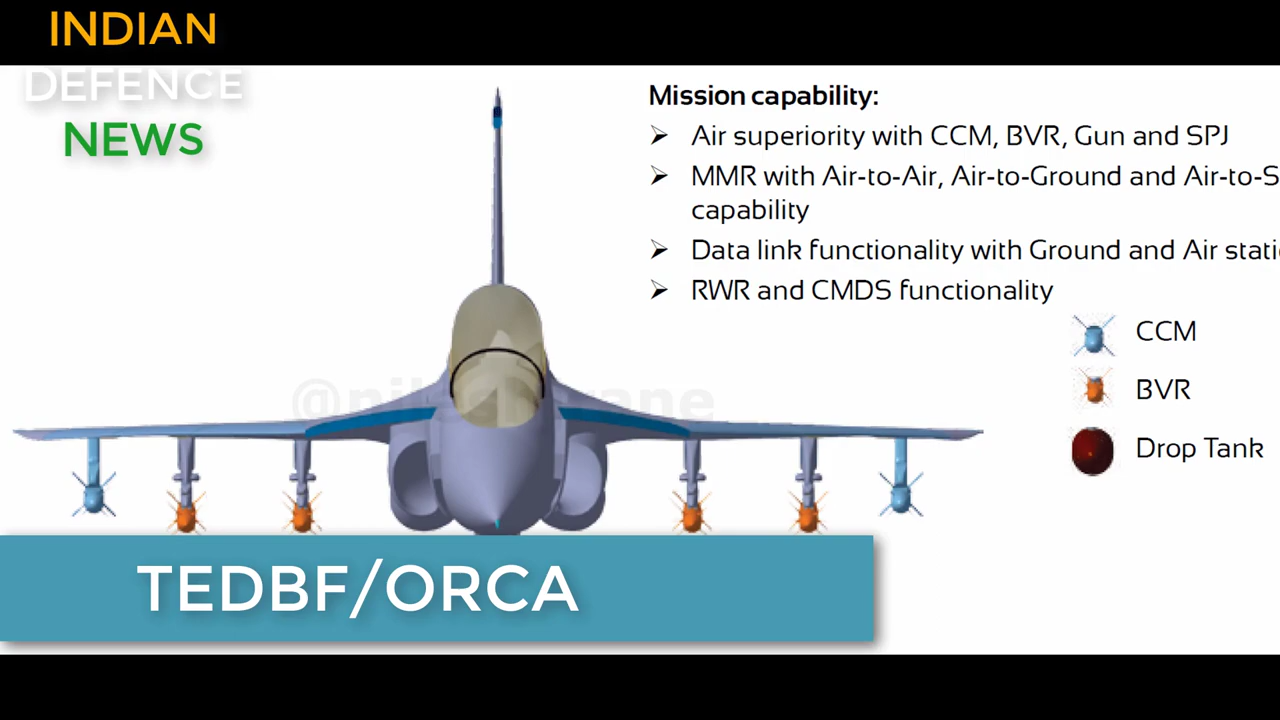 INDIAN
DEFENCE
NEWS
Mission capability:
➢ Air superiority with CCM, BVR, Gun and SPJ
➢ MMR with Air-to-Air, Air-to-Ground and Air-to-S
capability
➢ Data link functionality with Ground and Air stati
➢ RWR and CMDS functionality
CCM
BVR
Drop Tank
TEDBF/ORCA